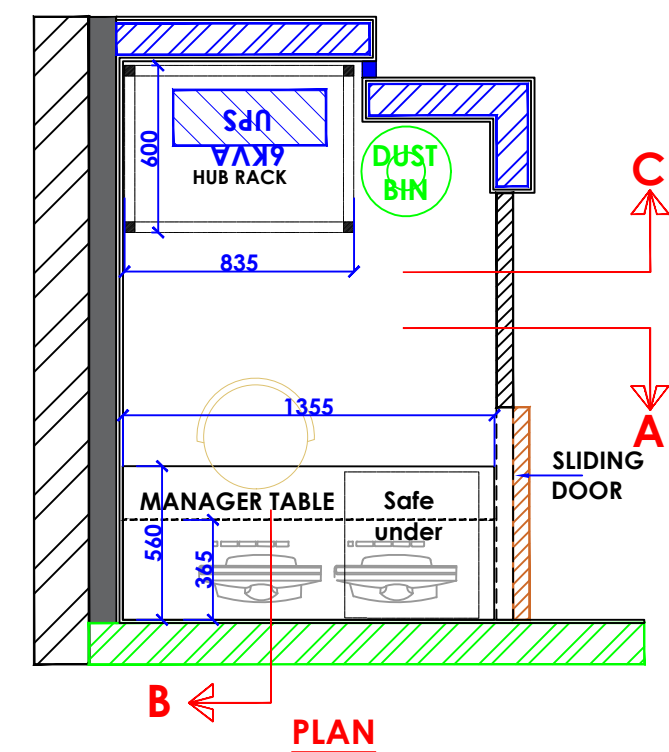 UPS
6KVA
HUB RACK
600
835
DUST
BIN
C
1355
A
SLIDING
DOOR
MANAGER TABLE
Safe
under
560
365
B
PLAN